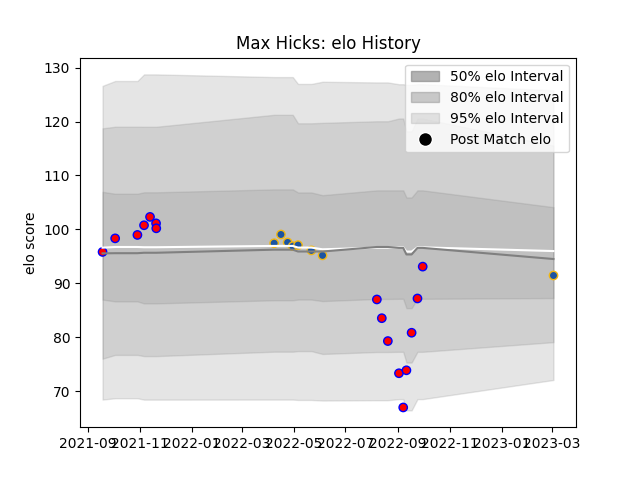 Max Hicks: elo History
130
120
110
100
90
80
70
elo score
50% elo Interval
80% elo Interval
95% elo Interval
Post Match elo
2021-09 2021-11 2022-01 2022-03 2022-05 2022-07 2022-09 2022-11 2023-01 2023-03